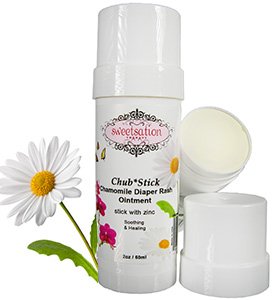 sweetsation
Chub*Stick
Chamomile Diaper Rash
Ointment
stick with zinc
Soothing
& Healing
2oz / 60ml